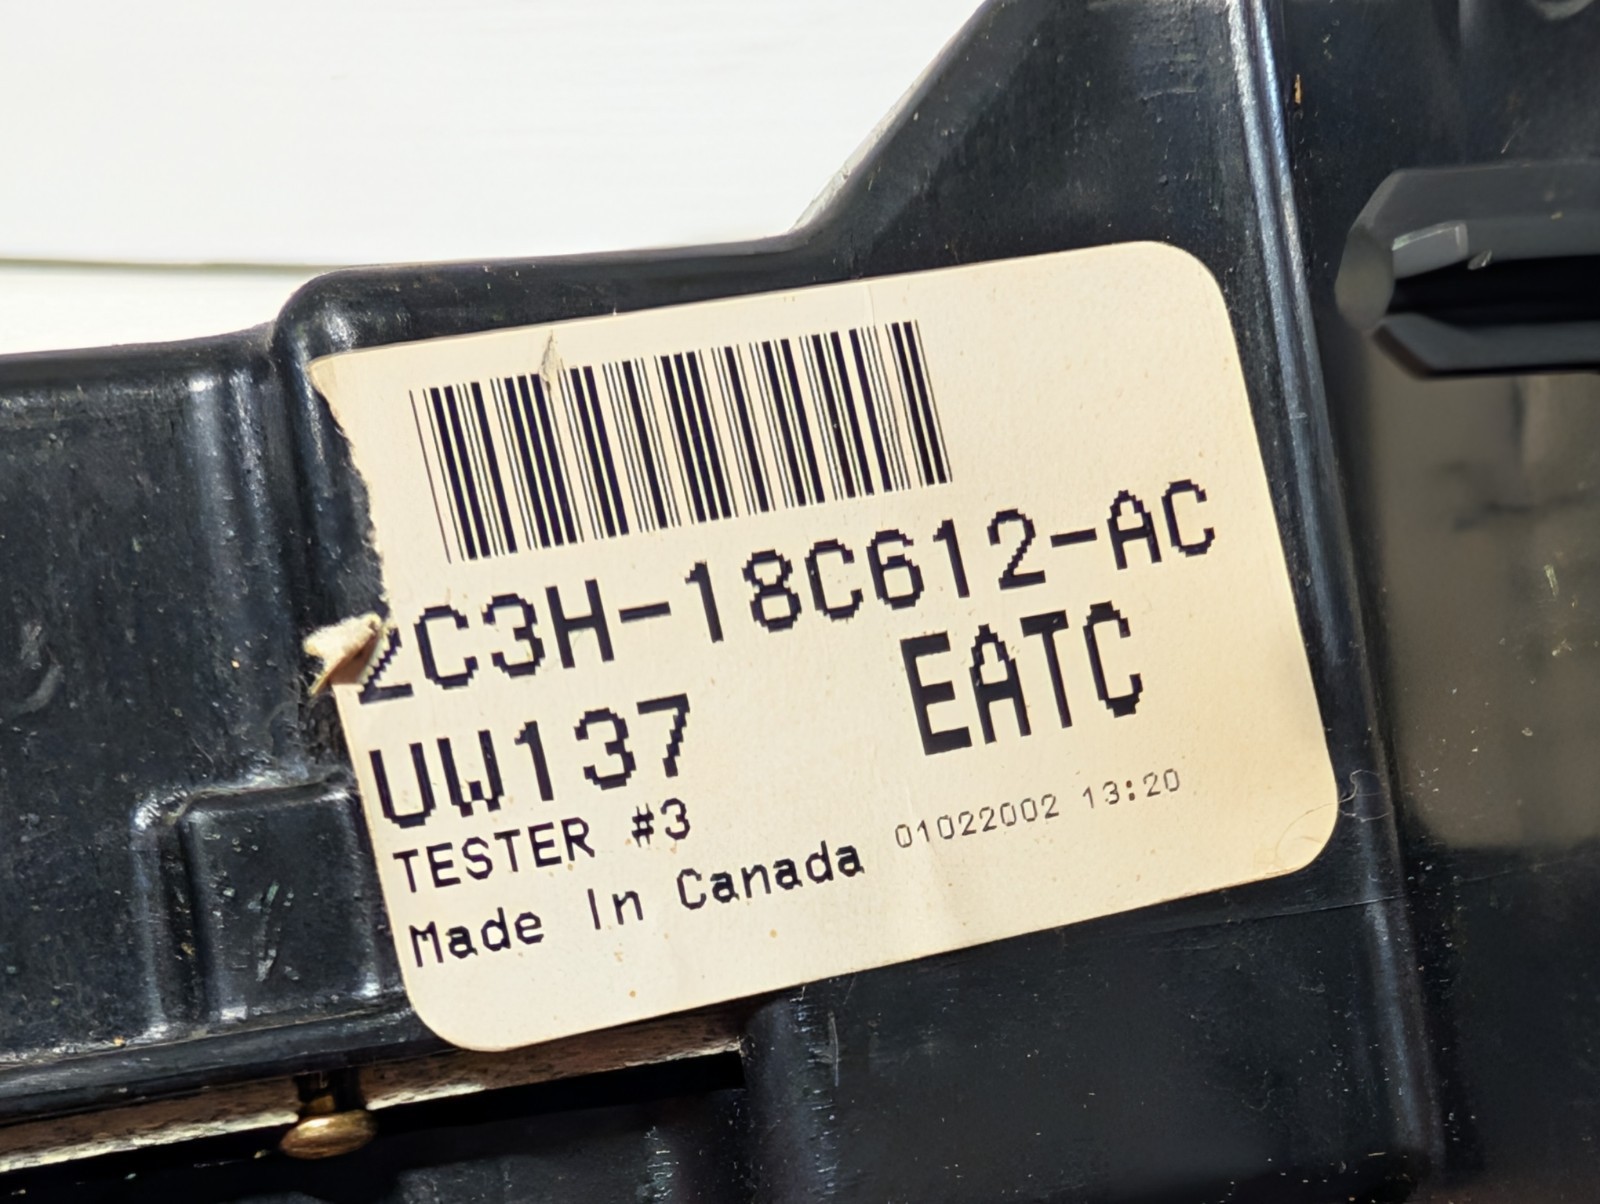 2C3H-18C612-AC
UW137 EATC
TESTER #3
Made In Canada 01022002 13:20